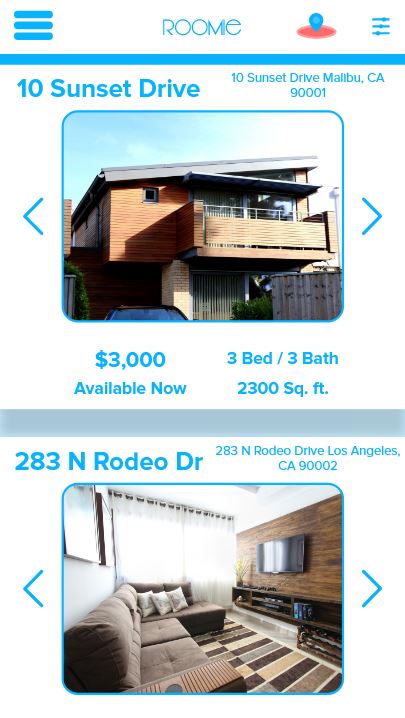 ROOMIE
10 Sunset Drive
10 Sunset Drive Malibu, CA
90001
$3,000
3 Bed / 3 Bath
Available Now
2300 Sq. ft.
283 N Rodeo Dr
283 N Rodeo Drive Los Angeles,
CA 90002